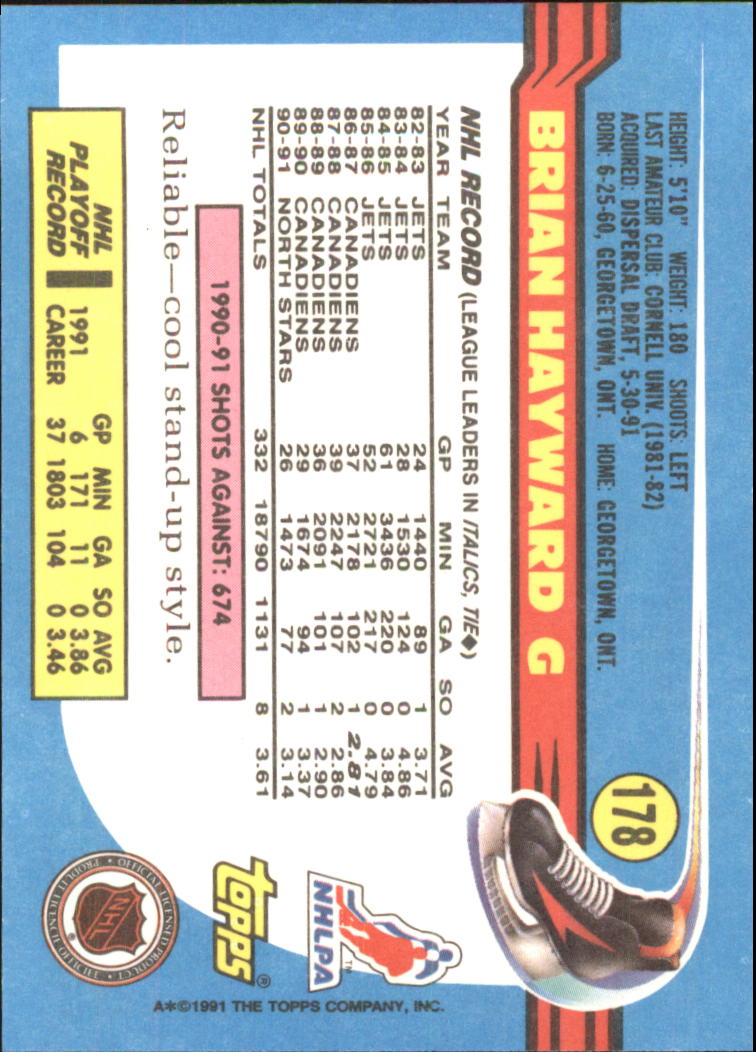 HEIGHT: 5'10" WEIGHT: 180 SHOOTS: LEFT
LAST AMATEUR CLUB: CORNELL UNIV. (1981-82)
ACQUIRED: DISPERSAL DRAFT, 5-30-91
BORN: 6-25-60, GEORGETOWN, ONT. HOME: GEORGETOWN, ONT.
178
BRIAN HAYWARD G
NHL RECORD (LEAGUE LEADERS IN ITALICS, TIE◆)
YEAR TEAM GP MIN GA SO AVG
82-83 JETS 24 1440 89 1 3.71
83-84 JETS 28 1530 124 0 4.86
84-85 JETS 61 3436 220 0 3.84
85-86 JETS 52 2721 217 0 4.79
86-87 CANADIENS 37 2178 102 1 2.81
87-88 CANADIENS 39 2247 107 2 2.86
88-89 CANADIENS 36 2091 101 1 2.90
89-90 CANADIENS 29 1674 94 1 3.37
90-91 NORTH STARS 26 1473 77 2 3.14
NHL TOTALS 332 18790 1131 8 3.61
1990-91 SHOTS AGAINST: 674
Reliable—cool stand-up style.
NHL PLAYOFF RECORD
GP MIN GA SO AVG
1991 6 171 11 0 3.86
CAREER 37 1803 104 0 3.46
NHLPA
TM
topps®
OFFICIAL LICENSED PRODUCT •
NHL
®
A*©1991 THE TOPPS COMPANY, INC.